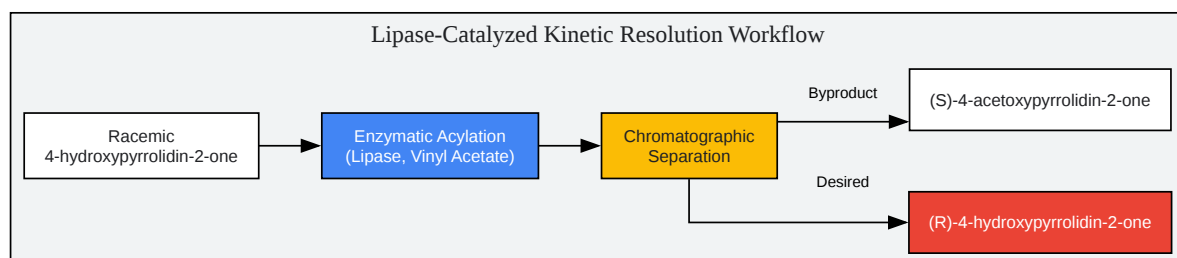 Lipase-Catalyzed Kinetic Resolution Workflow
Racemic
4-hydroxypyrrolidin-2-one
Enzymatic Acylation
(Lipase, Vinyl Acetate)
Chromatographic
Separation
Byproduct
(S)-4-acetoxypyrrolidin-2-one
Desired
(R)-4-hydroxypyrrolidin-2-one